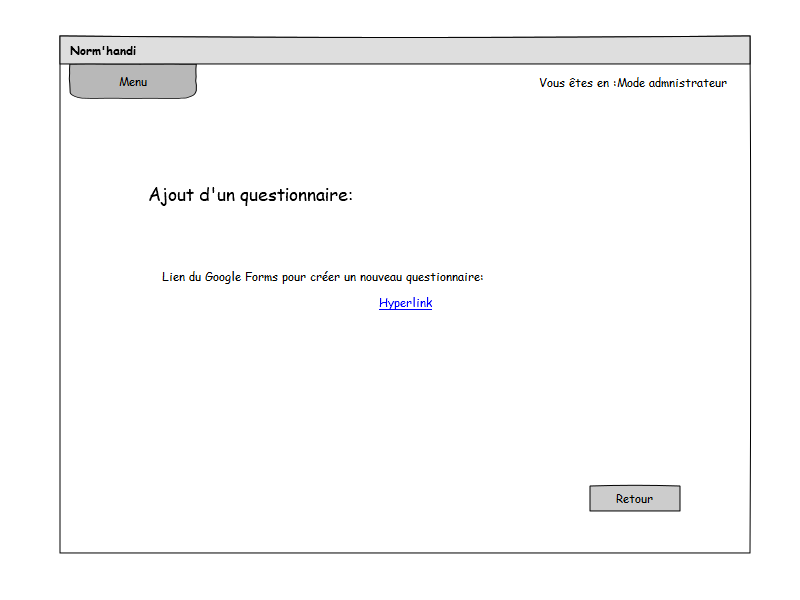 Norm'handi
Menu
Vous êtes en :Mode admnistrateur
Ajout d'un questionnaire:
Lien du Google Forms pour créer un nouveau questionnaire:
Hyperlink
Retour